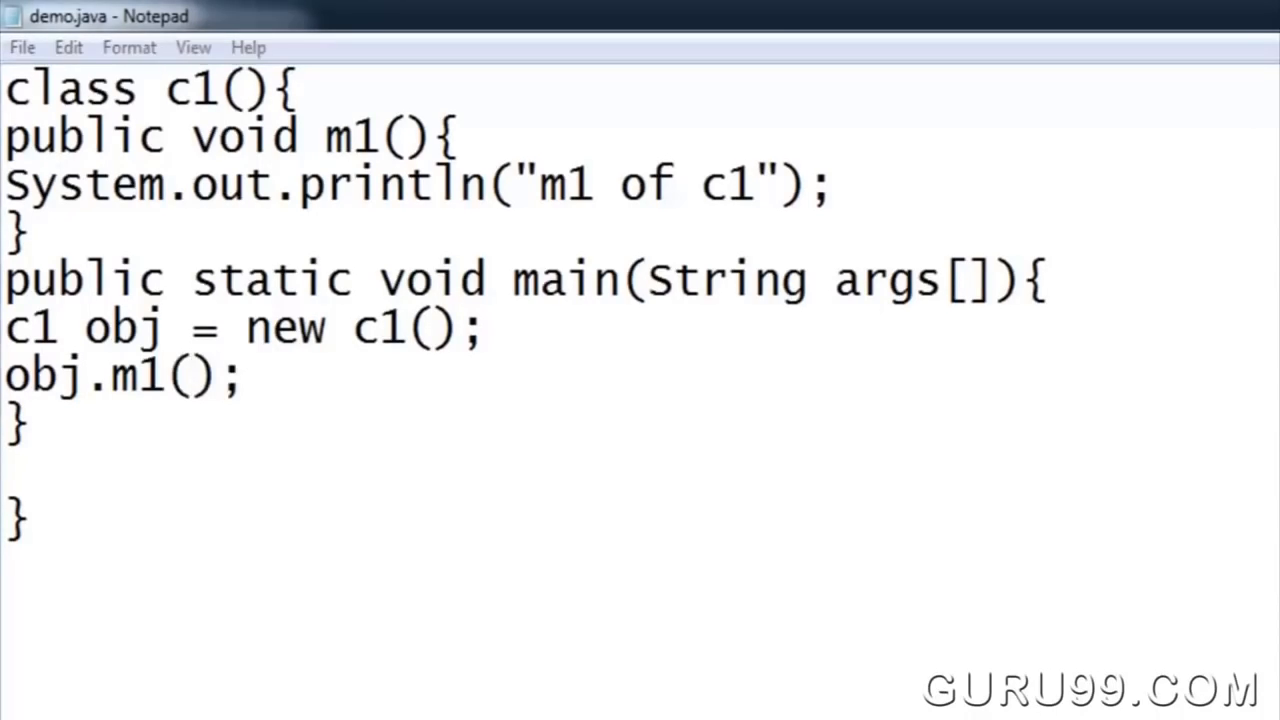 demo.java - Notepad
File Edit Format View Help
class c1(){
public void m1(){
System.out.println("m1 of c1");
}
public static void main(String args[]){
c1 obj = new c1();
obj.m1();
}
}
GURU99.COM